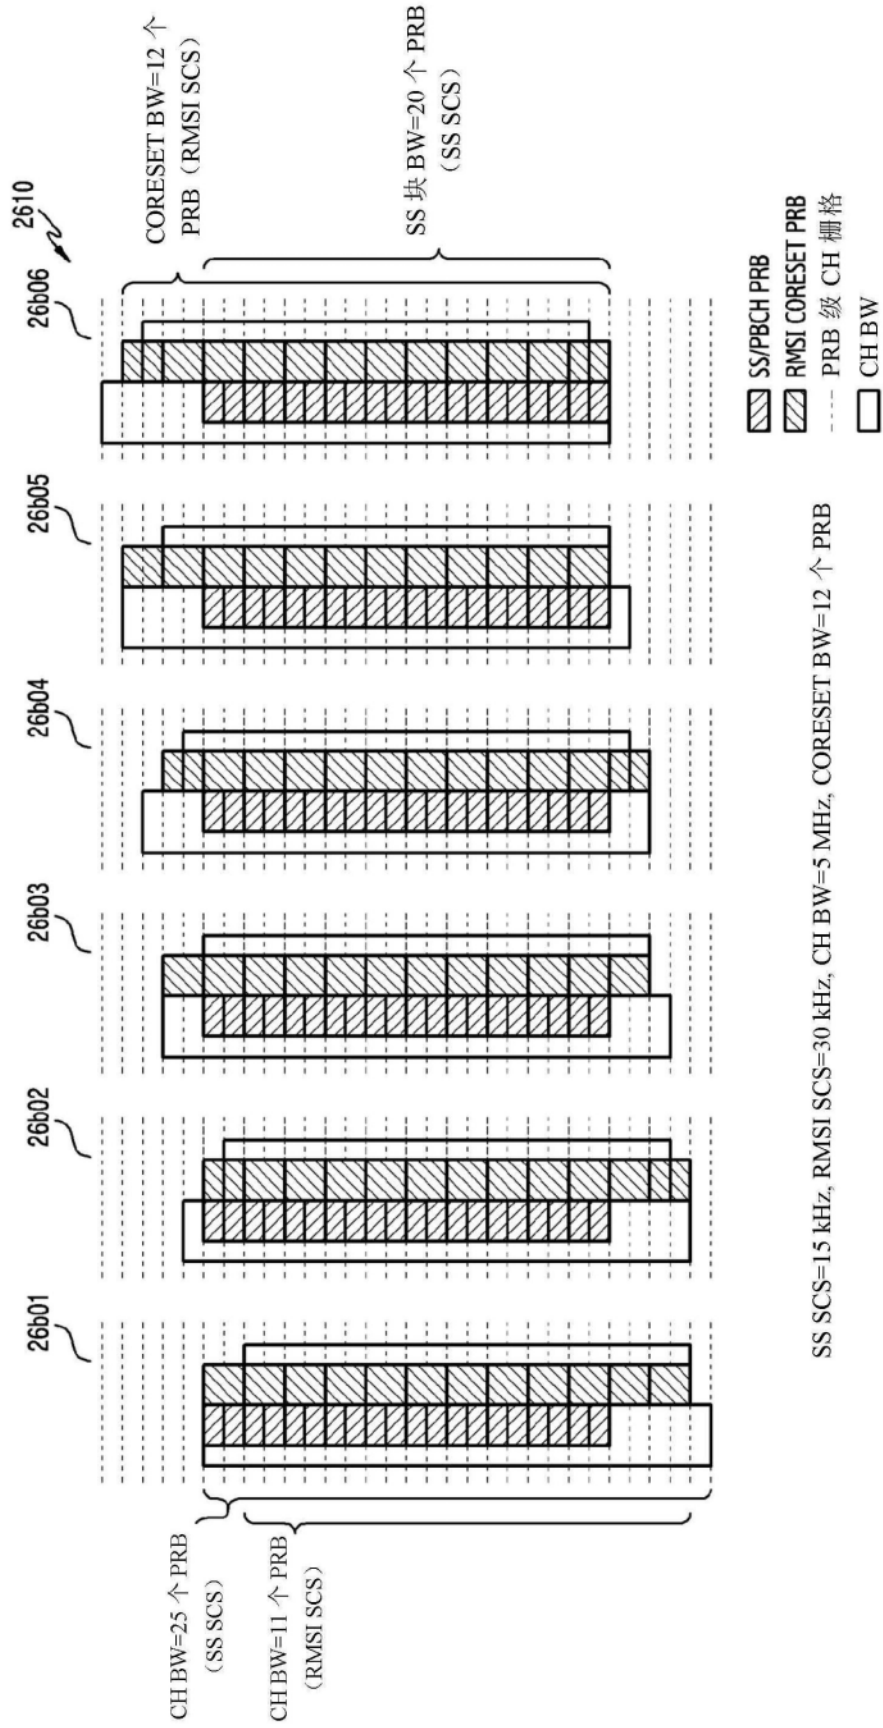 2610
26b06
CORESET BW=12 个
PRB（RMSI SCS）
SS 块 BW=20 个 PRB
（SS SCS）
26b05
26b04
26b03
26b02
26b01
CH BW=25 个 PRB
（SS SCS）
CH BW=11 个 PRB
（RMSI SCS）
SS/PBCH PRB
RMSI CORESET PRB
PRB 级 CH 栅格
CH BW
SS SCS=15 kHz, RMSI SCS=30 kHz, CH BW=5 MHz, CORESET BW=12 个 PRB